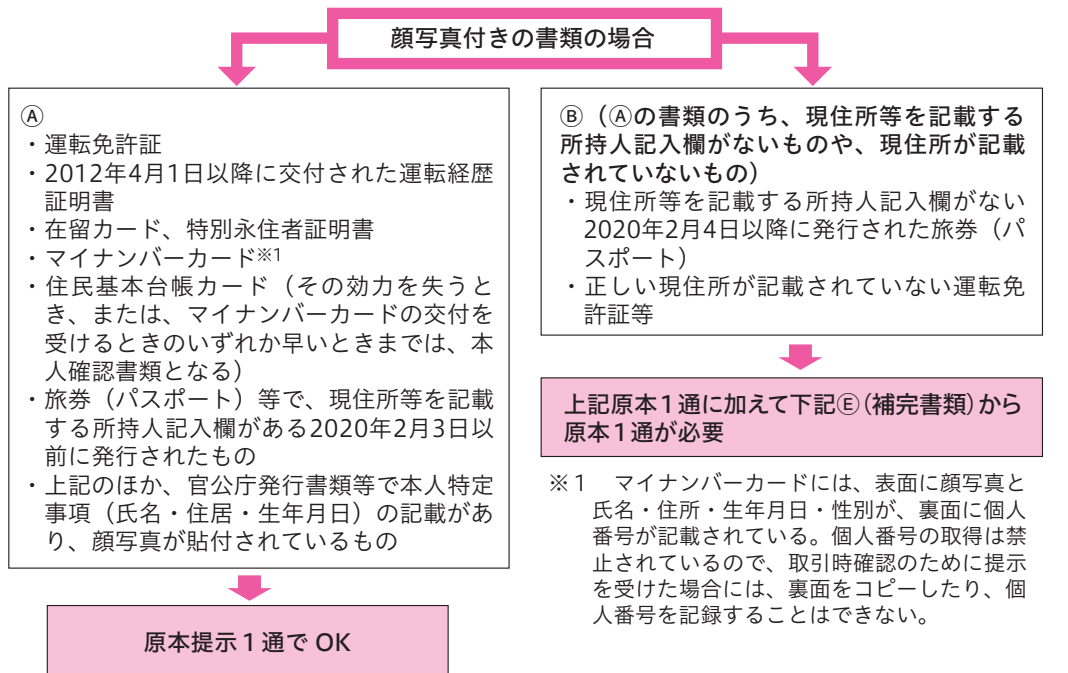 顔写真付きの書類の場合
Ⓐ
・運転免許証
・2012年4月1日以降に交付された運転経歴
証明書
・在留カード、特別永住者証明書
・マイナンバーカード※1
・住民基本台帳カード（その効力を失うと
き、または、マイナンバーカードの交付を
受けるときのいずれか早いときまでは、本
人確認書類となる）
・旅券（パスポート）等で、現住所等を記載
する所持人記入欄がある2020年2月3日以
前に発行されたもの
・上記のほか、官公庁発行書類等で本人特定
事項（氏名・住居・生年月日）の記載があ
り、顔写真が貼付されているもの
原本提示１通で OK
Ⓑ（Ⓐの書類のうち、現住所等を記載する
所持人記入欄がないものや、現住所が記載
されていないもの）
・現住所等を記載する所持人記入欄がない
2020年2月4日以降に発行された旅券（パ
スポート）
・正しい現住所が記載されていない運転免
許証等
上記原本１通に加えて下記Ⓔ（補完書類）から
原本１通が必要
※１　マイナンバーカードには、表面に顔写真と
氏名・住所・生年月日・性別が、裏面に個人
番号が記載されている。個人番号の取得は禁
止されているので、取引時確認のために提示
を受けた場合には、裏面をコピーしたり、個
人番号を記録することはできない。